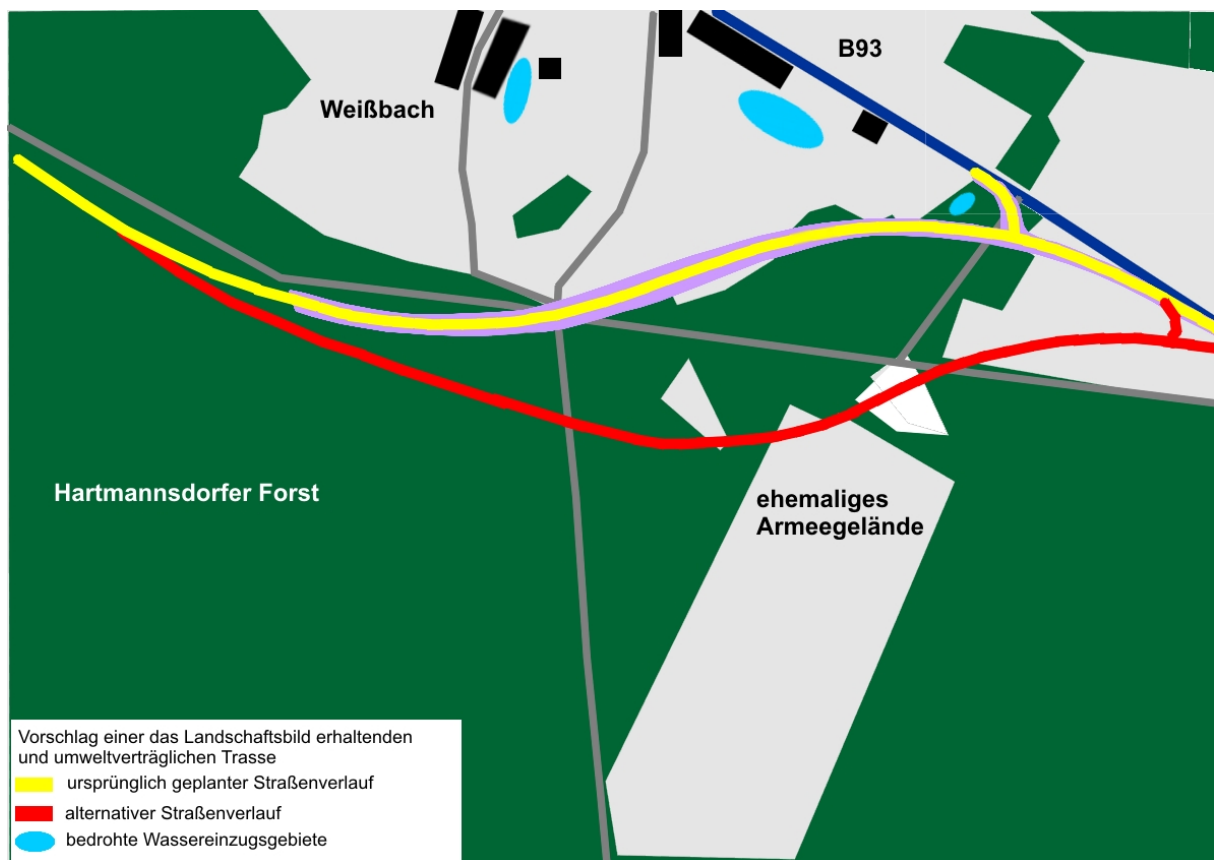 B93
Weißbach
Hartmannsdorfer Forst
ehemaliges
Armeegelände
Vorschlag einer das Landschaftsbild erhaltenden
und umweltverträglichen Trasse
ursprünglich geplanter Straßenverlauf
alternativer Straßenverlauf
bedrohte Wassereinzugsgebiete